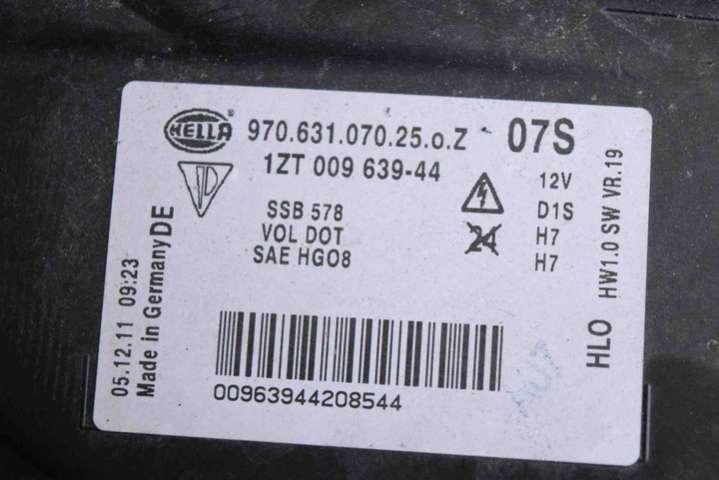 HELLA
970.631.070.25.o.Z
07S
1ZT 009 639-44
SSB 578
VOL DOT
SAE HG08
24
12V
D1S
H7
H7
HW1.0 SW VR.19
HLO
05.12.11 09:23
Made in Germany DE
00963944208544